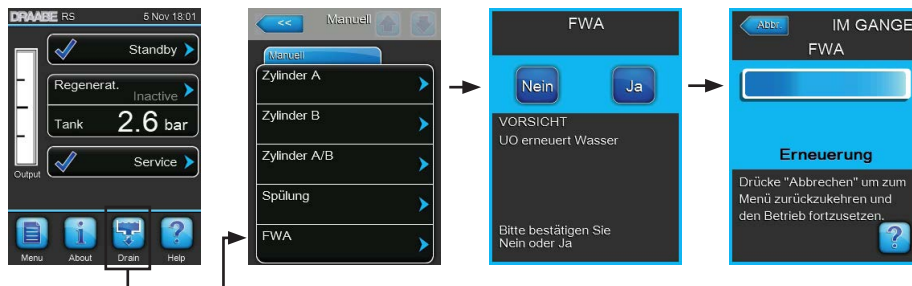 DRAABE RS 5 Nov 18:01
Standby
Regenerat.
Inactive
Tank 2.6 bar
Service
Output
Menu About Drain Help
<< Manuell
Manuell
Zylinder A
Zylinder B
Zylinder A/B
Spülung
FWA
FWA
Nein Ja
VORSICHT
UO erneuert Wasser
Bitte bestätigen Sie
Nein oder Ja
Abbr. IM GANGE
FWA
Erneuerung
Drücke "Abbrechen" um zum
Menü zurückzukehren und
den Betrieb fortzusetzen.
?